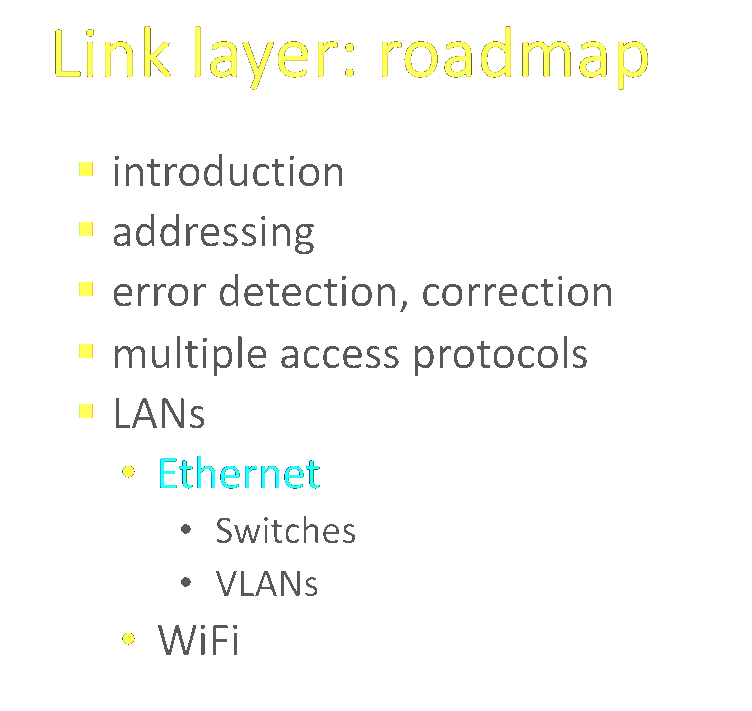 Link layer: roadmap
▪ introduction
▪ addressing
▪ error detection, correction
▪ multiple access protocols
▪ LANs
• Ethernet
• Switches
• VLANs
• WiFi